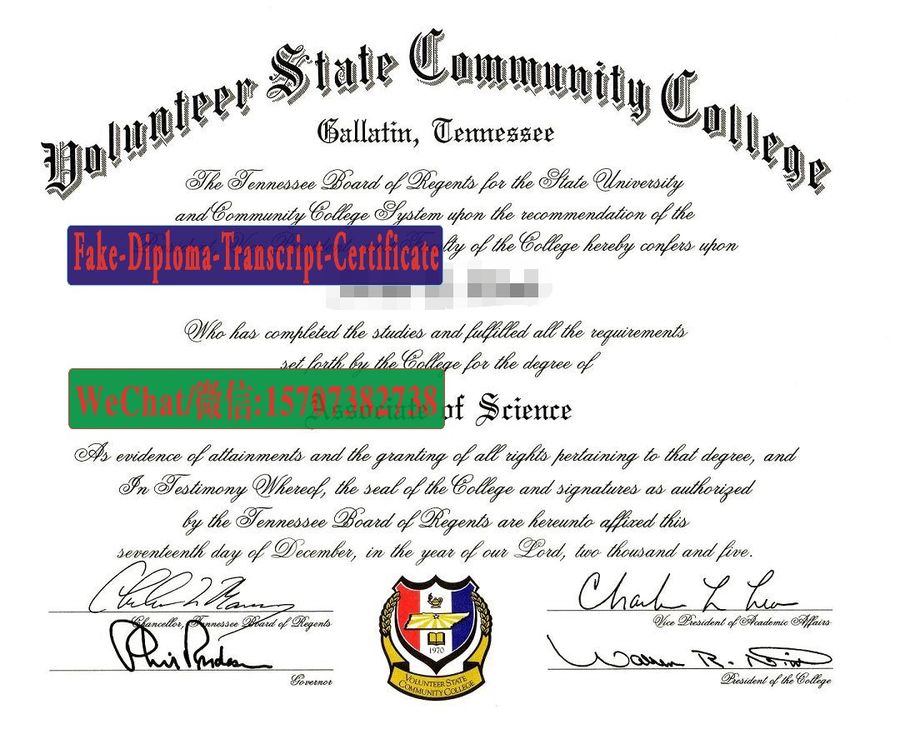 Volunteer State Community College
Gallatin, Tennessee
The Tennessee Board of Regents for the State University
and Community College System upon the recommendation of the
Fake-Diploma-Transcript-Certificate
of the College hereby confers upon
Who has completed the studies and fulfilled all the requirements
set forth by the College for the degree of
WeChat/微信:15707382738
Associate of Science
As evidence of attainments and the granting of all rights pertaining to that degree, and
In Testimony Whereof, the seal of the College and signatures as authorized
by the Tennessee Board of Regents are hereunto affixed this
seventeenth day of December, in the year of our Lord, two thousand and five.
Chancellor, Tennessee Board of Regents
Vice President of Academic Affairs
1970
VOLUNTEER STATE
COMMUNITY COLLEGE
Governor
President of the College